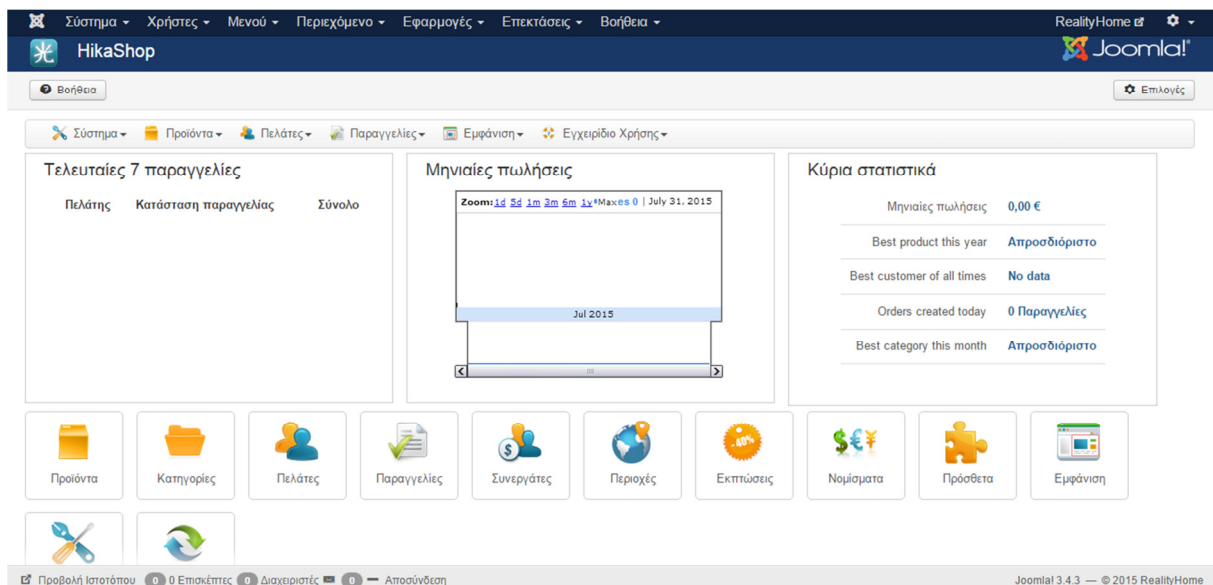 Σύστημα Χρήστες Μενού Περιεχόμενο Εφαρμογές Επεκτάσεις Βοήθεια RealityHome
HikaShop Joomla!
Βοήθεια Επιλογές
Σύστημα Προϊόντα Πελάτες Παραγγελίες Εμφάνιση Εγχειρίδιο Χρήσης
Τελευταίες 7 παραγγελίες
Πελάτης Κατάσταση παραγγελίας Σύνολο
Μηνιαίες πωλήσεις
Zoom: 1d 5d 1m 3m 6m 1y Max es 0 | July 31, 2015
Jul 2015
Κύρια στατιστικά
Μηνιαίες πωλήσεις 0,00 €
Best product this year Απροσδιόριστο
Best customer of all times No data
Orders created today 0 Παραγγελίες
Best category this month Απροσδιόριστο
Προϊόντα Κατηγορίες Πελάτες Παραγγελίες Συνεργάτες Περιοχές -40% Εκπτώσεις Νομίσματα Πρόσθετα Εμφάνιση
Προβολή Ιστοτόπου 0 0 Επισκέπτες 0 Διαχειριστές 0 Αποσύνδεση Joomla! 3.4.3 — © 2015 RealityHome